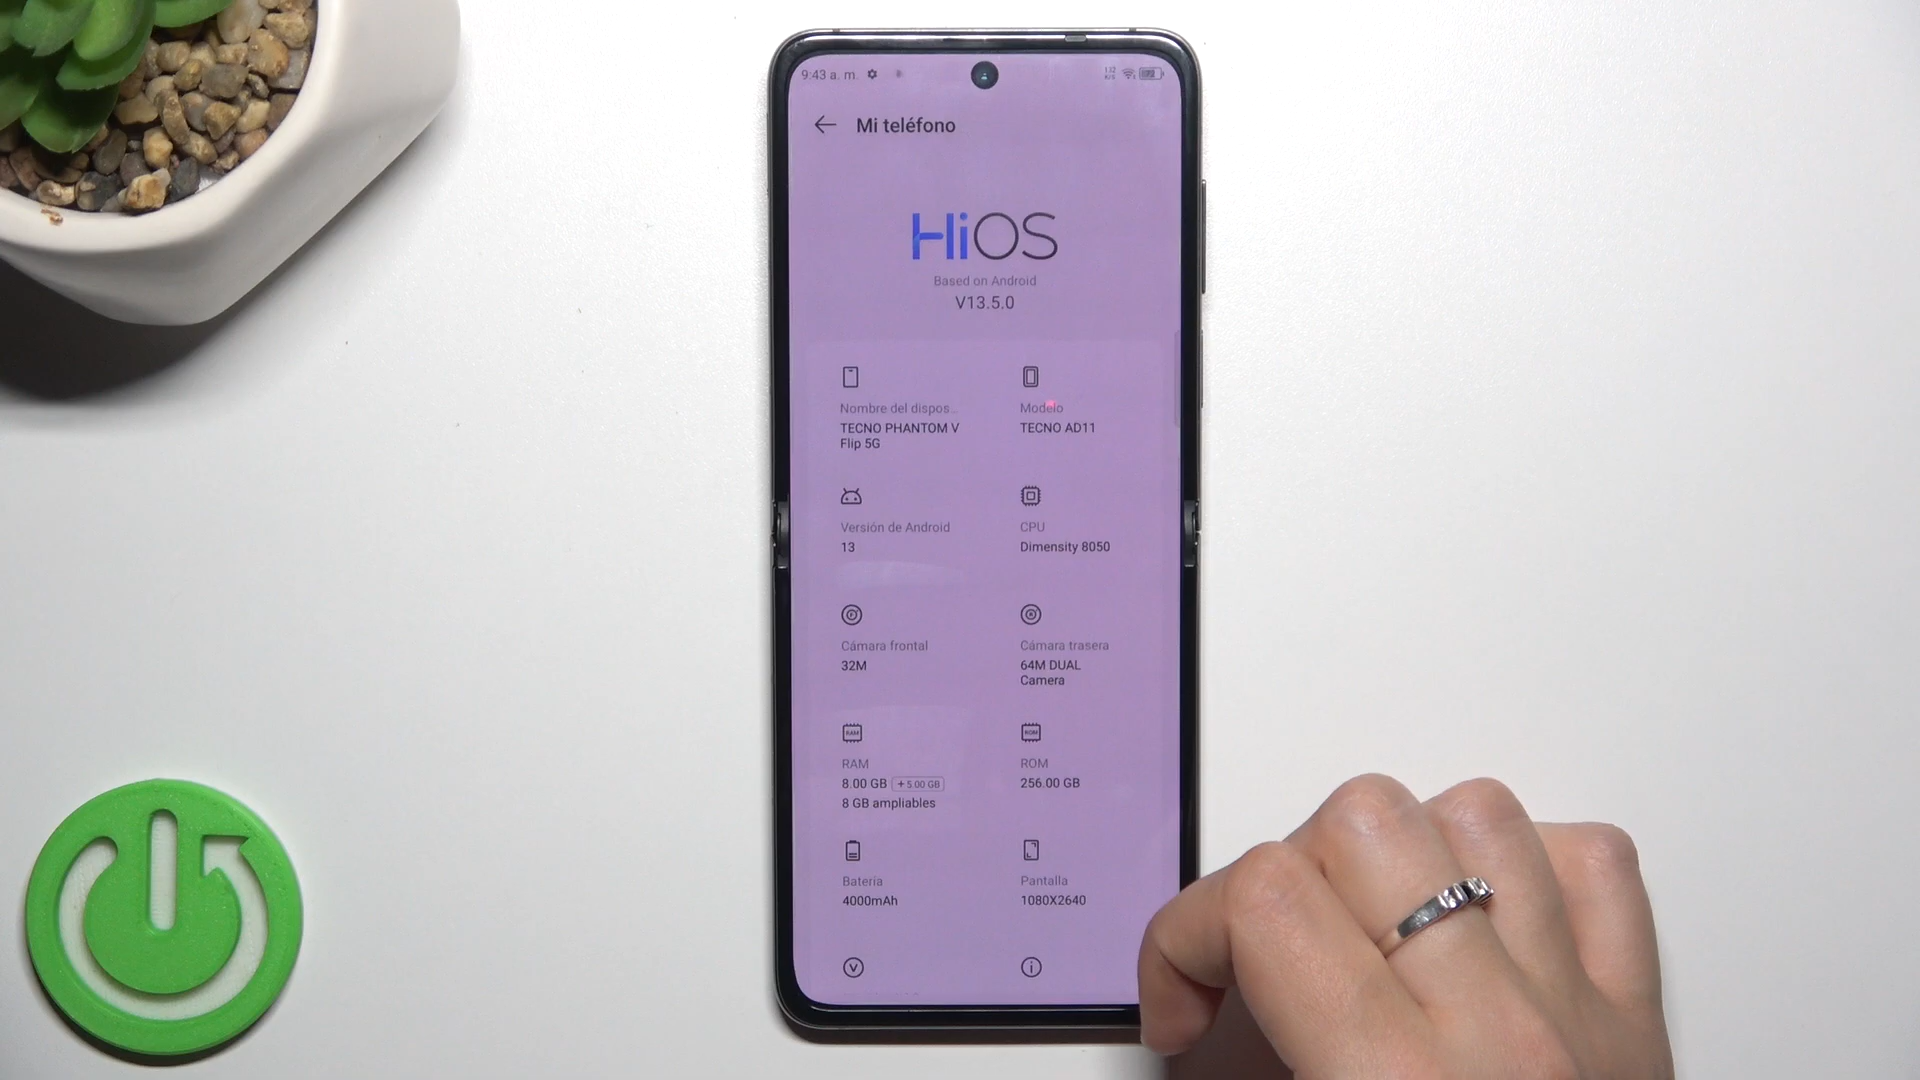 9:43 a. m.
Mi teléfono
HiOS
Based on Android
V13.5.0
Nombre del dispos...
TECNO PHANTOM V
Flip 5G
Modelo
TECNO AD11
Versión de Android
13
CPU
Dimensity 8050
Cámara frontal
32M
Cámara trasera
64M DUAL
Camera
RAM
RAM
8.00 GB +5.00 GB
8 GB ampliables
ROM
ROM
256.00 GB
Batería
4000mAh
Pantalla
1080X2640